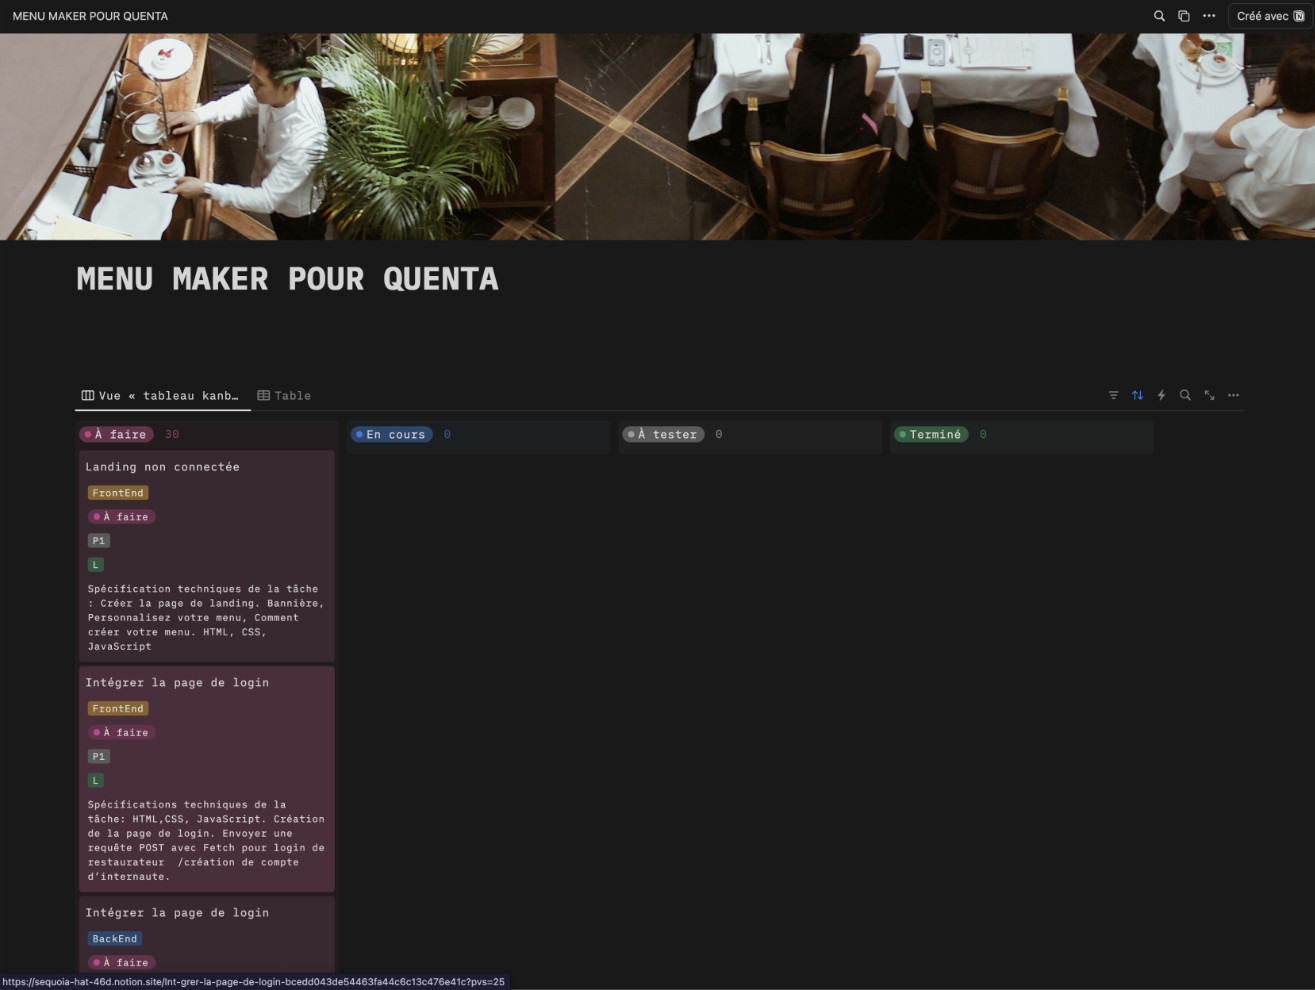 MENU MAKER POUR QUENTA
Créé avec
MENU MAKER POUR QUENTA
Vue « tableau kanb…
Table
À faire 30
En cours 0
À tester 0
Terminé 0
Landing non connectée
FrontEnd
À faire
P1
L
Spécification techniques de la tâche
: Créer la page de landing. Bannière,
Personnalisez votre menu, Comment
créer votre menu. HTML, CSS,
JavaScript
Intégrer la page de login
FrontEnd
À faire
P1
L
Spécifications techniques de la
tâche: HTML,CSS, JavaScript. Création
de la page de login. Envoyer une
requête POST avec Fetch pour login de
restaurateur /création de compte
d’internaute.
Intégrer la page de login
BackEnd
À faire
https://sequoia-hat-46d.notion.site/Int-grer-la-page-de-login-bcedd043de54463fa44c6c13c476e41c?pvs=25